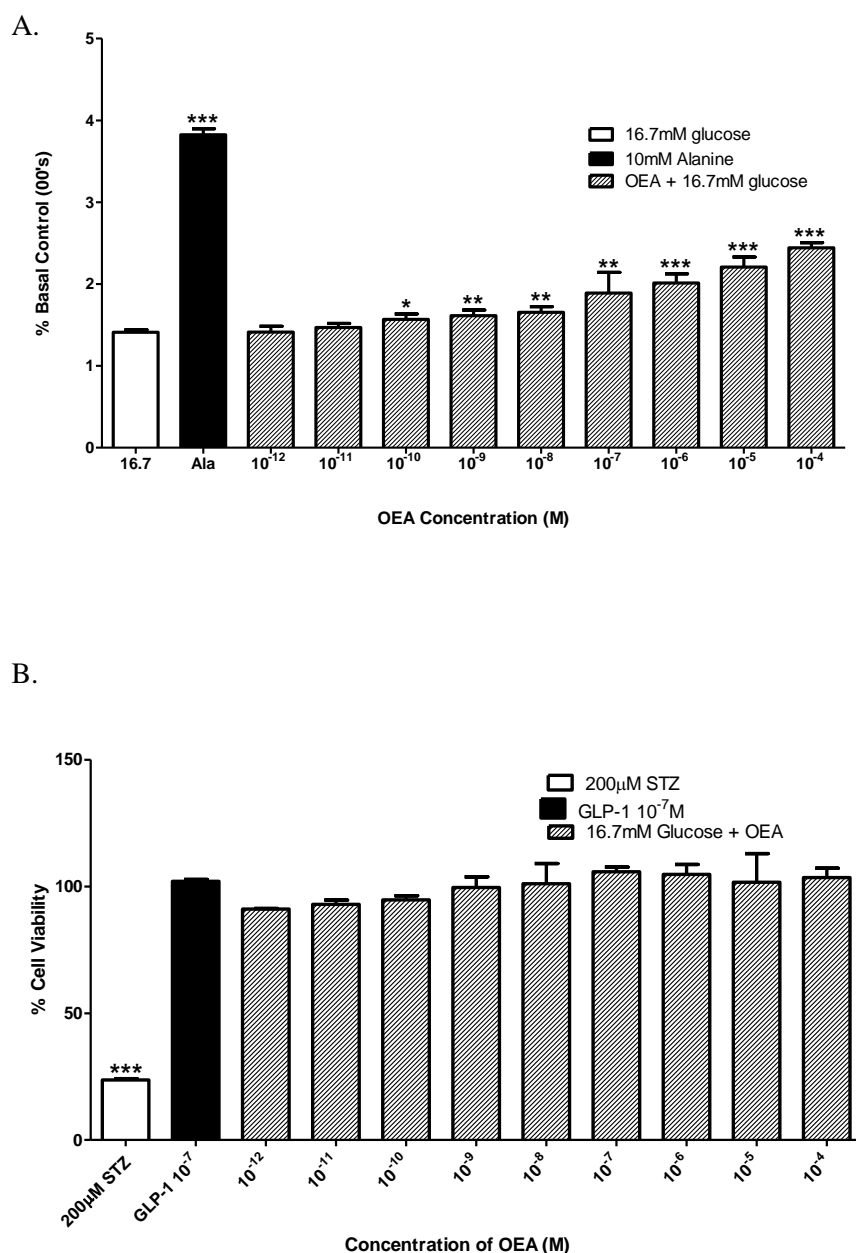 A.
5
4
3
2
1
0
% Basal Control (00's)
***
*
**
**
**
***
***
***
16.7mM glucose
10mM Alanine
OEA + 16.7mM glucose
16.7 Ala 10⁻¹² 10⁻¹¹ 10⁻¹⁰ 10⁻⁹ 10⁻⁸ 10⁻⁷ 10⁻⁶ 10⁻⁵ 10⁻⁴
OEA Concentration (M)
B.
150
100
50
0
% Cell Viability
***
200μM STZ
GLP-1 10⁻⁷M
16.7mM Glucose + OEA
200μM STZ GLP-1 10⁻⁷ 10⁻¹² 10⁻¹¹ 10⁻¹⁰ 10⁻⁹ 10⁻⁸ 10⁻⁷ 10⁻⁶ 10⁻⁵ 10⁻⁴
Concentration of OEA (M)